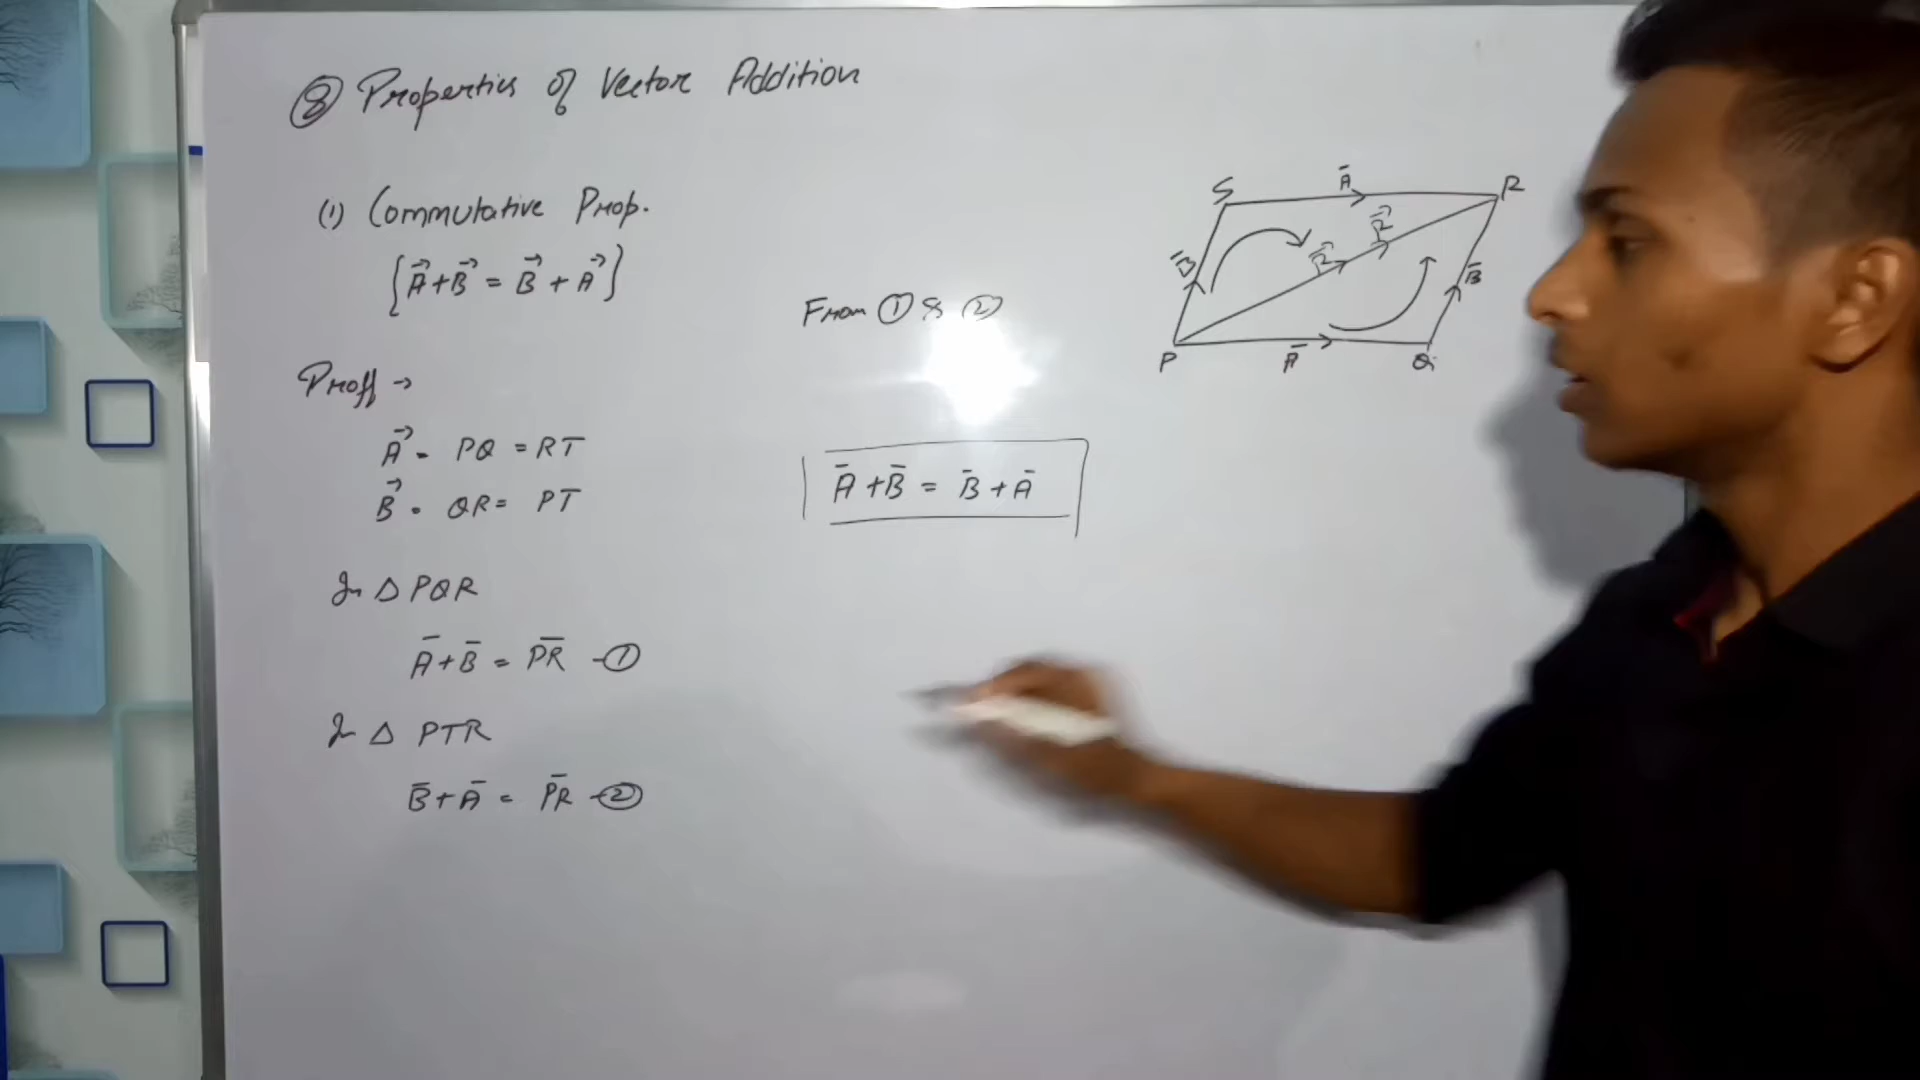 ⑧ Properties of Vector Addition
(1) Commutative Prop.
{A⃗+B⃗ = B⃗+A⃗}
Proff →
A⃗ = PQ = RT
B⃗ = QR = PT
In △ PQR
A̅+B̅ = P̅R̅ -①
In △ PTR
B̅+A̅ = P̅R -②
From ① & ②
A̅+B̅ = B̅+A̅
S A̅ R
B̅ R⃗ R⃗ B̅
P A̅ Q